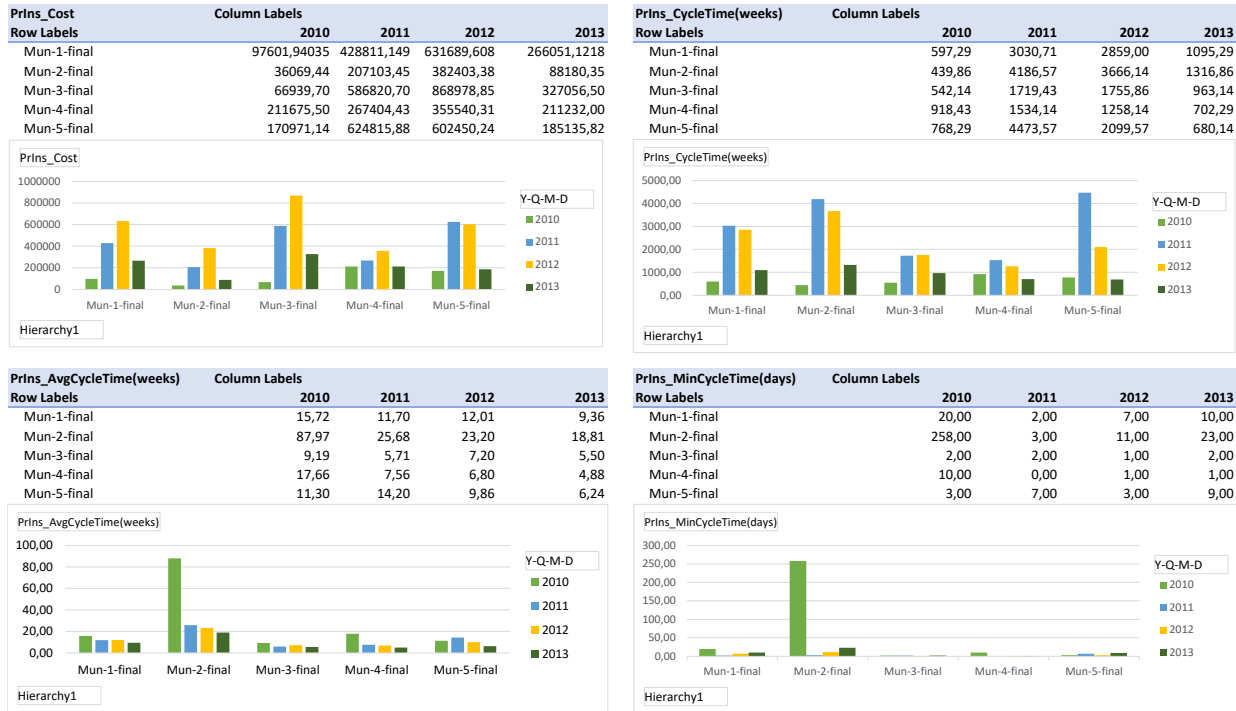 PrIns_Cost Column Labels
Row Labels 2010 2011 2012 2013
Mun-1-final 97601,94035 428811,149 631689,608 266051,1218
Mun-2-final 36069,44 207103,45 382403,38 88180,35
Mun-3-final 66939,70 586820,70 868978,85 327056,50
Mun-4-final 211675,50 267404,43 355540,31 211232,00
Mun-5-final 170971,14 624815,88 602450,24 185135,82
PrIns_Cost
1000000
800000
600000
400000
200000
0
Mun-1-final Mun-2-final Mun-3-final Mun-4-final Mun-5-final
Y-Q-M-D
2010
2011
2012
2013
Hierarchy1
PrIns_CycleTime(weeks) Column Labels
Row Labels 2010 2011 2012 2013
Mun-1-final 597,29 3030,71 2859,00 1095,29
Mun-2-final 439,86 4186,57 3666,14 1316,86
Mun-3-final 542,14 1719,43 1755,86 963,14
Mun-4-final 918,43 1534,14 1258,14 702,29
Mun-5-final 768,29 4473,57 2099,57 680,14
PrIns_CycleTime(weeks)
5000,00
4000,00
3000,00
2000,00
1000,00
0,00
Mun-1-final Mun-2-final Mun-3-final Mun-4-final Mun-5-final
Y-Q-M-D
2010
2011
2012
2013
Hierarchy1
PrIns_AvgCycleTime(weeks) Column Labels
Row Labels 2010 2011 2012 2013
Mun-1-final 15,72 11,70 12,01 9,36
Mun-2-final 87,97 25,68 23,20 18,81
Mun-3-final 9,19 5,71 7,20 5,50
Mun-4-final 17,66 7,56 6,80 4,88
Mun-5-final 11,30 14,20 9,86 6,24
PrIns_AvgCycleTime(weeks)
100,00
80,00
60,00
40,00
20,00
0,00
Mun-1-final Mun-2-final Mun-3-final Mun-4-final Mun-5-final
Y-Q-M-D
2010
2011
2012
2013
Hierarchy1
PrIns_MinCycleTime(days) Column Labels
Row Labels 2010 2011 2012 2013
Mun-1-final 20,00 2,00 7,00 10,00
Mun-2-final 258,00 3,00 11,00 23,00
Mun-3-final 2,00 2,00 1,00 2,00
Mun-4-final 10,00 0,00 1,00 1,00
Mun-5-final 3,00 7,00 3,00 9,00
PrIns_MinCycleTime(days)
300,00
250,00
200,00
150,00
100,00
50,00
0,00
Mun-1-final Mun-2-final Mun-3-final Mun-4-final Mun-5-final
Y-Q-M-D
2010
2011
2012
2013
Hierarchy1